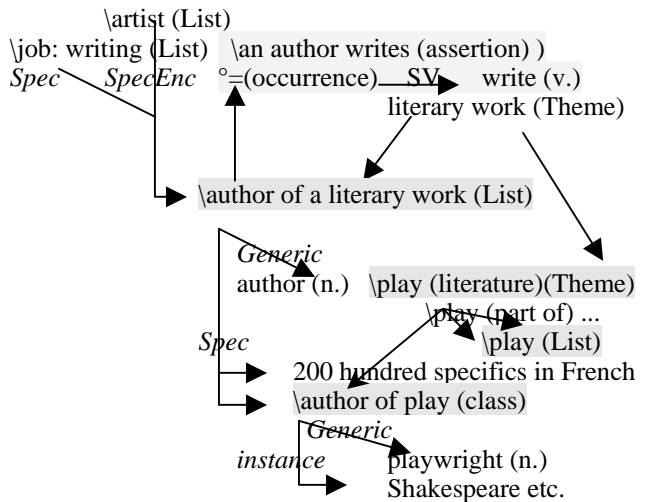 \artist (List)
\job: writing (List) \an author writes (assertion) )
Spec SpecEnc °=(occurrence) SV write (v.)
literary work (Theme)
\author of a literary work (List)
Generic
author (n.) \play (literature)(Theme)
\play (part of) ...
Spec \play (List)
200 hundred specifics in French
\author of play (class)
Generic
instance playwright (n.)
Shakespeare etc.